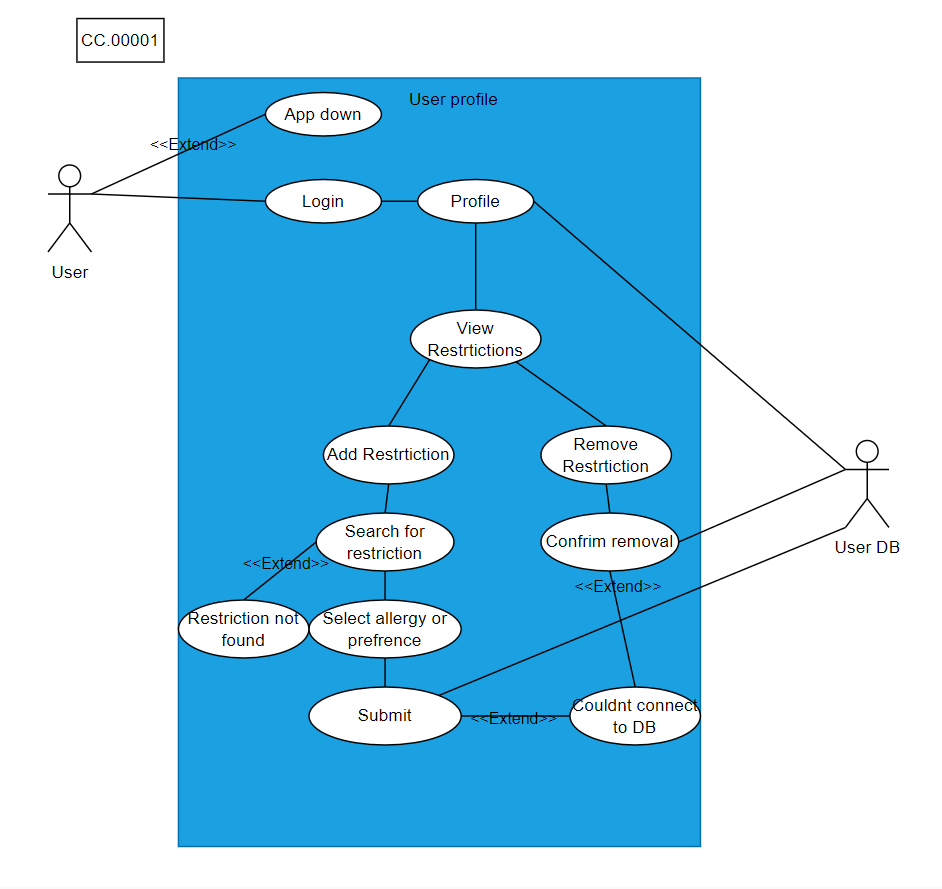 CC.00001
User profile
App down
<<Extend>>
Login
Profile
User
View
Restrtictions
Add Restrtiction
Remove
Restrtiction
Search for
restriction
Confrim removal
User DB
<<Extend>>
<<Extend>>
Restriction not
found
Select allergy or
prefrence
Submit
<<Extend>>
Couldnt connect
to DB